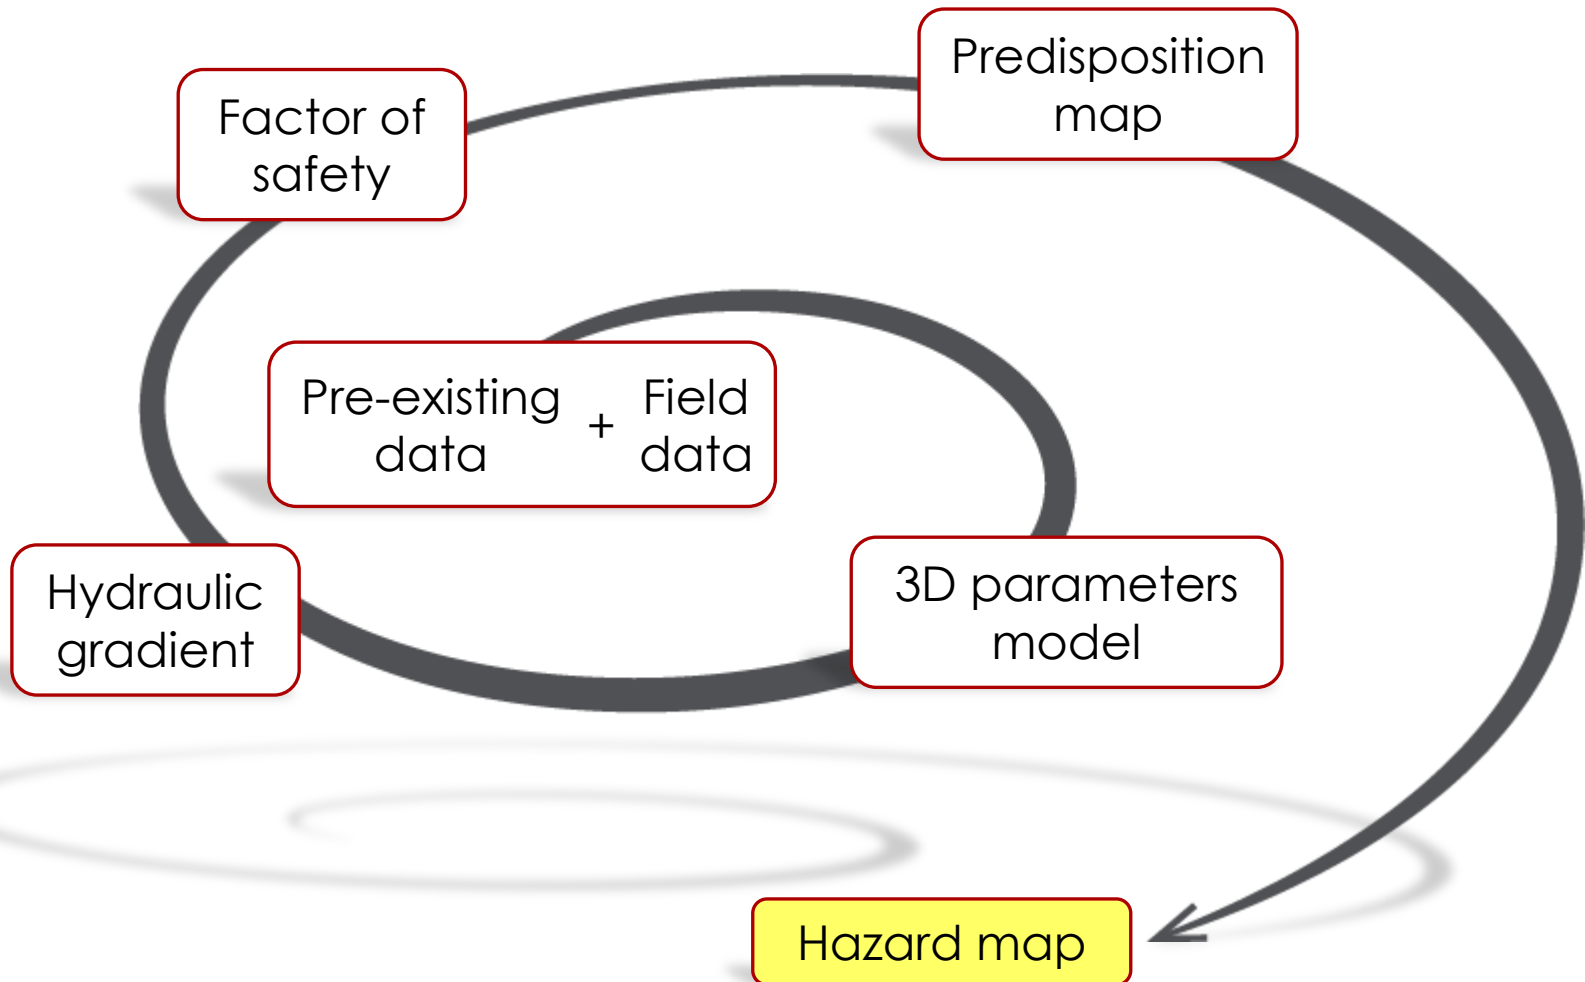 Predisposition
map
Factor of
safety
Pre-existing
data
+
Field
data
3D parameters
model
Hydraulic
gradient
Hazard map